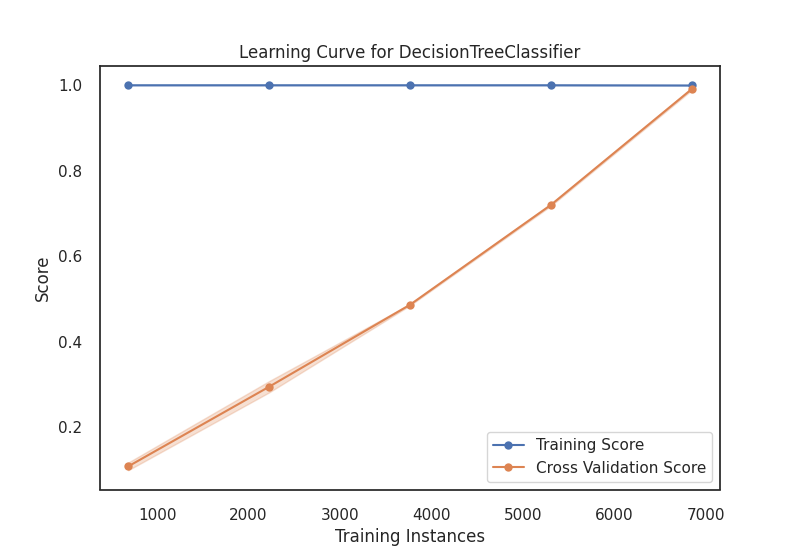 Learning Curve for DecisionTreeClassifier
1.0
0.8
0.6
0.4
0.2
Score
Training Score
Cross Validation Score
1000 2000 3000 4000 5000 6000 7000
Training Instances